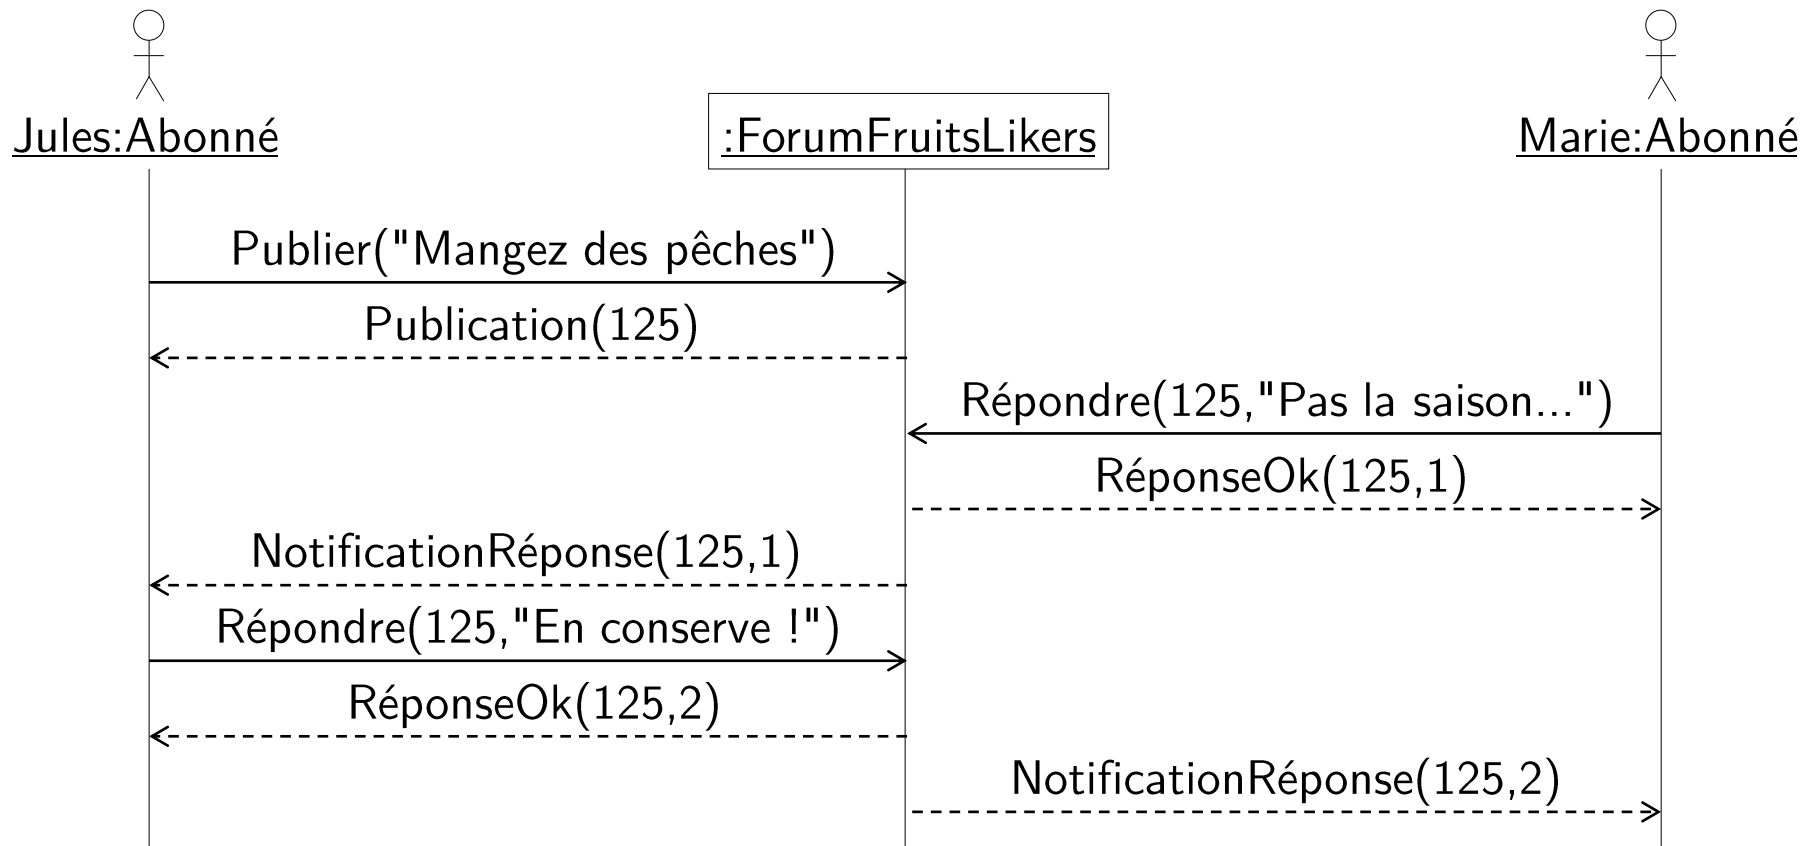 Jules:Abonné
:ForumFruitsLikers
Marie:Abonné
Publier("Mangez des pêches")
Publication(125)
Répondre(125,"Pas la saison...")
RéponseOk(125,1)
NotificationRéponse(125,1)
Répondre(125,"En conserve !")
RéponseOk(125,2)
NotificationRéponse(125,2)